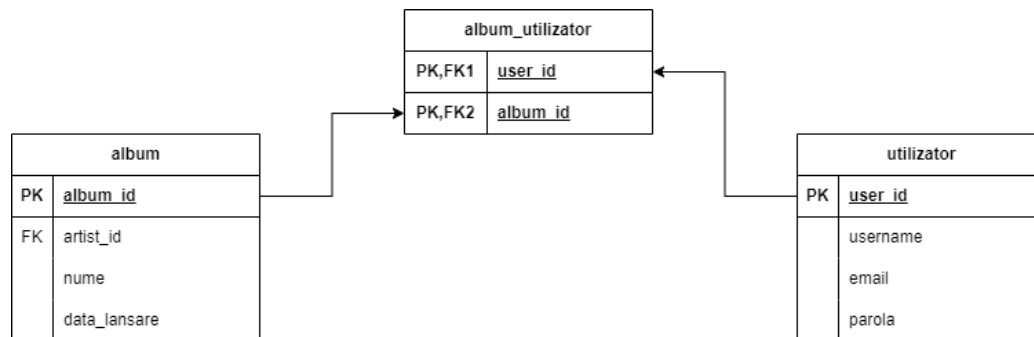 album_utilizator
PK,FK1 user_id
PK,FK2 album_id
album
PK album_id
FK artist_id
nume
data_lansare
utilizator
PK user_id
username
email
parola